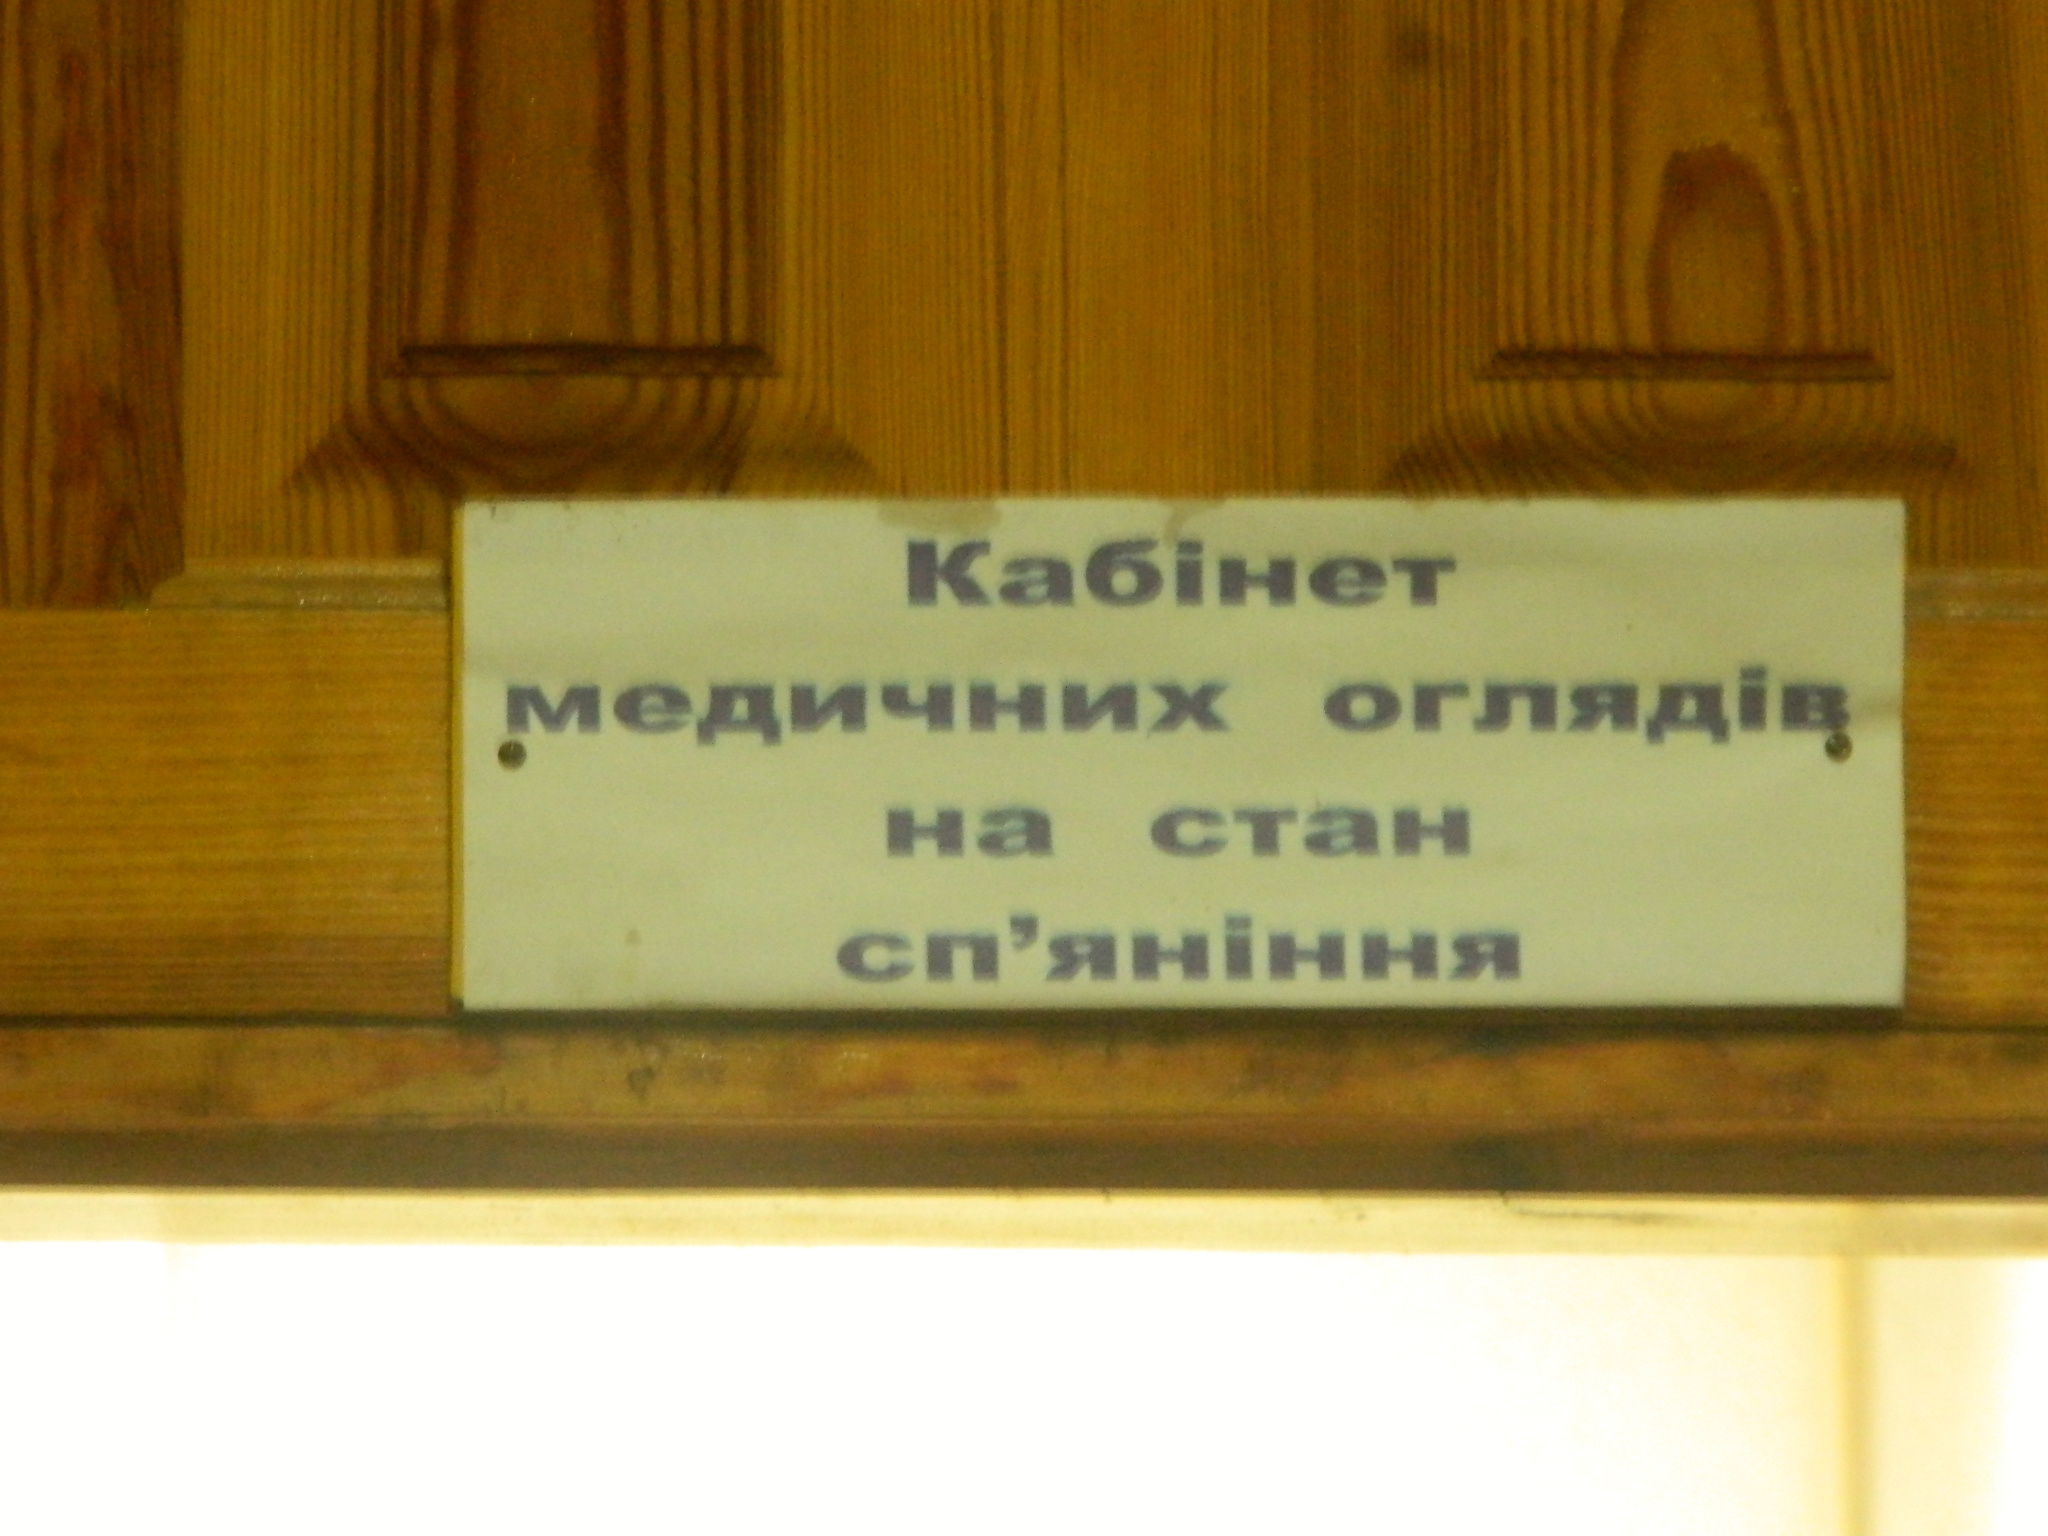 Кабінет
медичних оглядів
на стан
сп’яніння